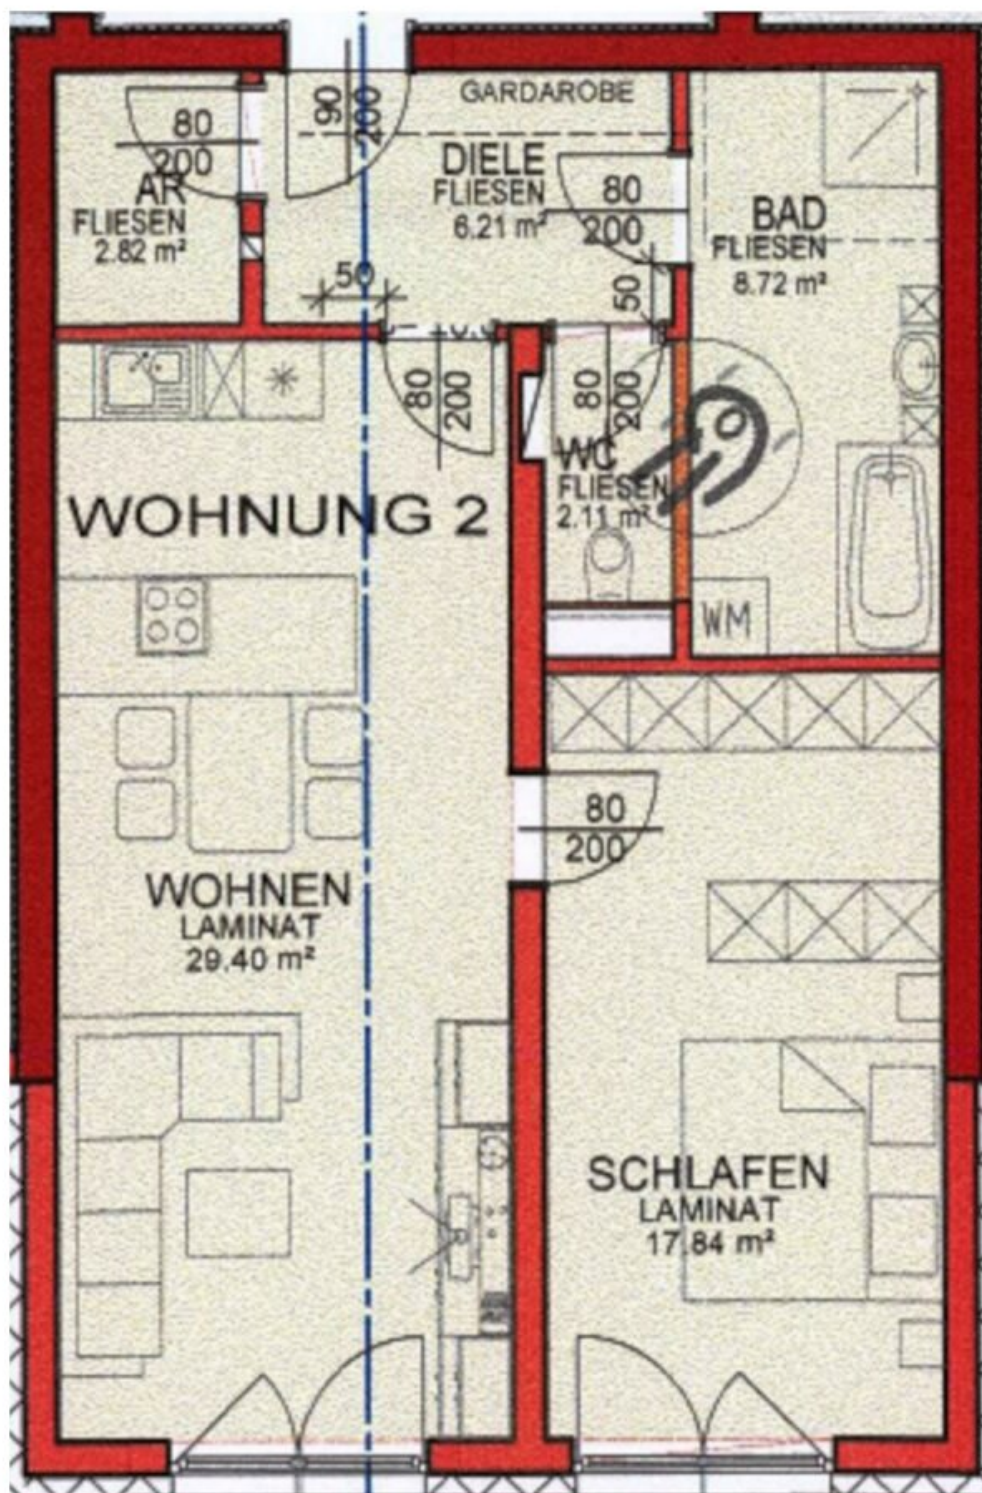 GARDAROBE
90
200
80
200
AR
FLIESEN
2.82 m²
DIELE
FLIESEN
6.21 m²
80
200
BAD
FLIESEN
8.72 m²
50
50
80
200
80
200
WC
FLIESEN
2.11 m²
WOHNUNG 2
WM
80
200
WOHNEN
LAMINAT
29.40 m²
SCHLAFEN
LAMINAT
17.84 m²